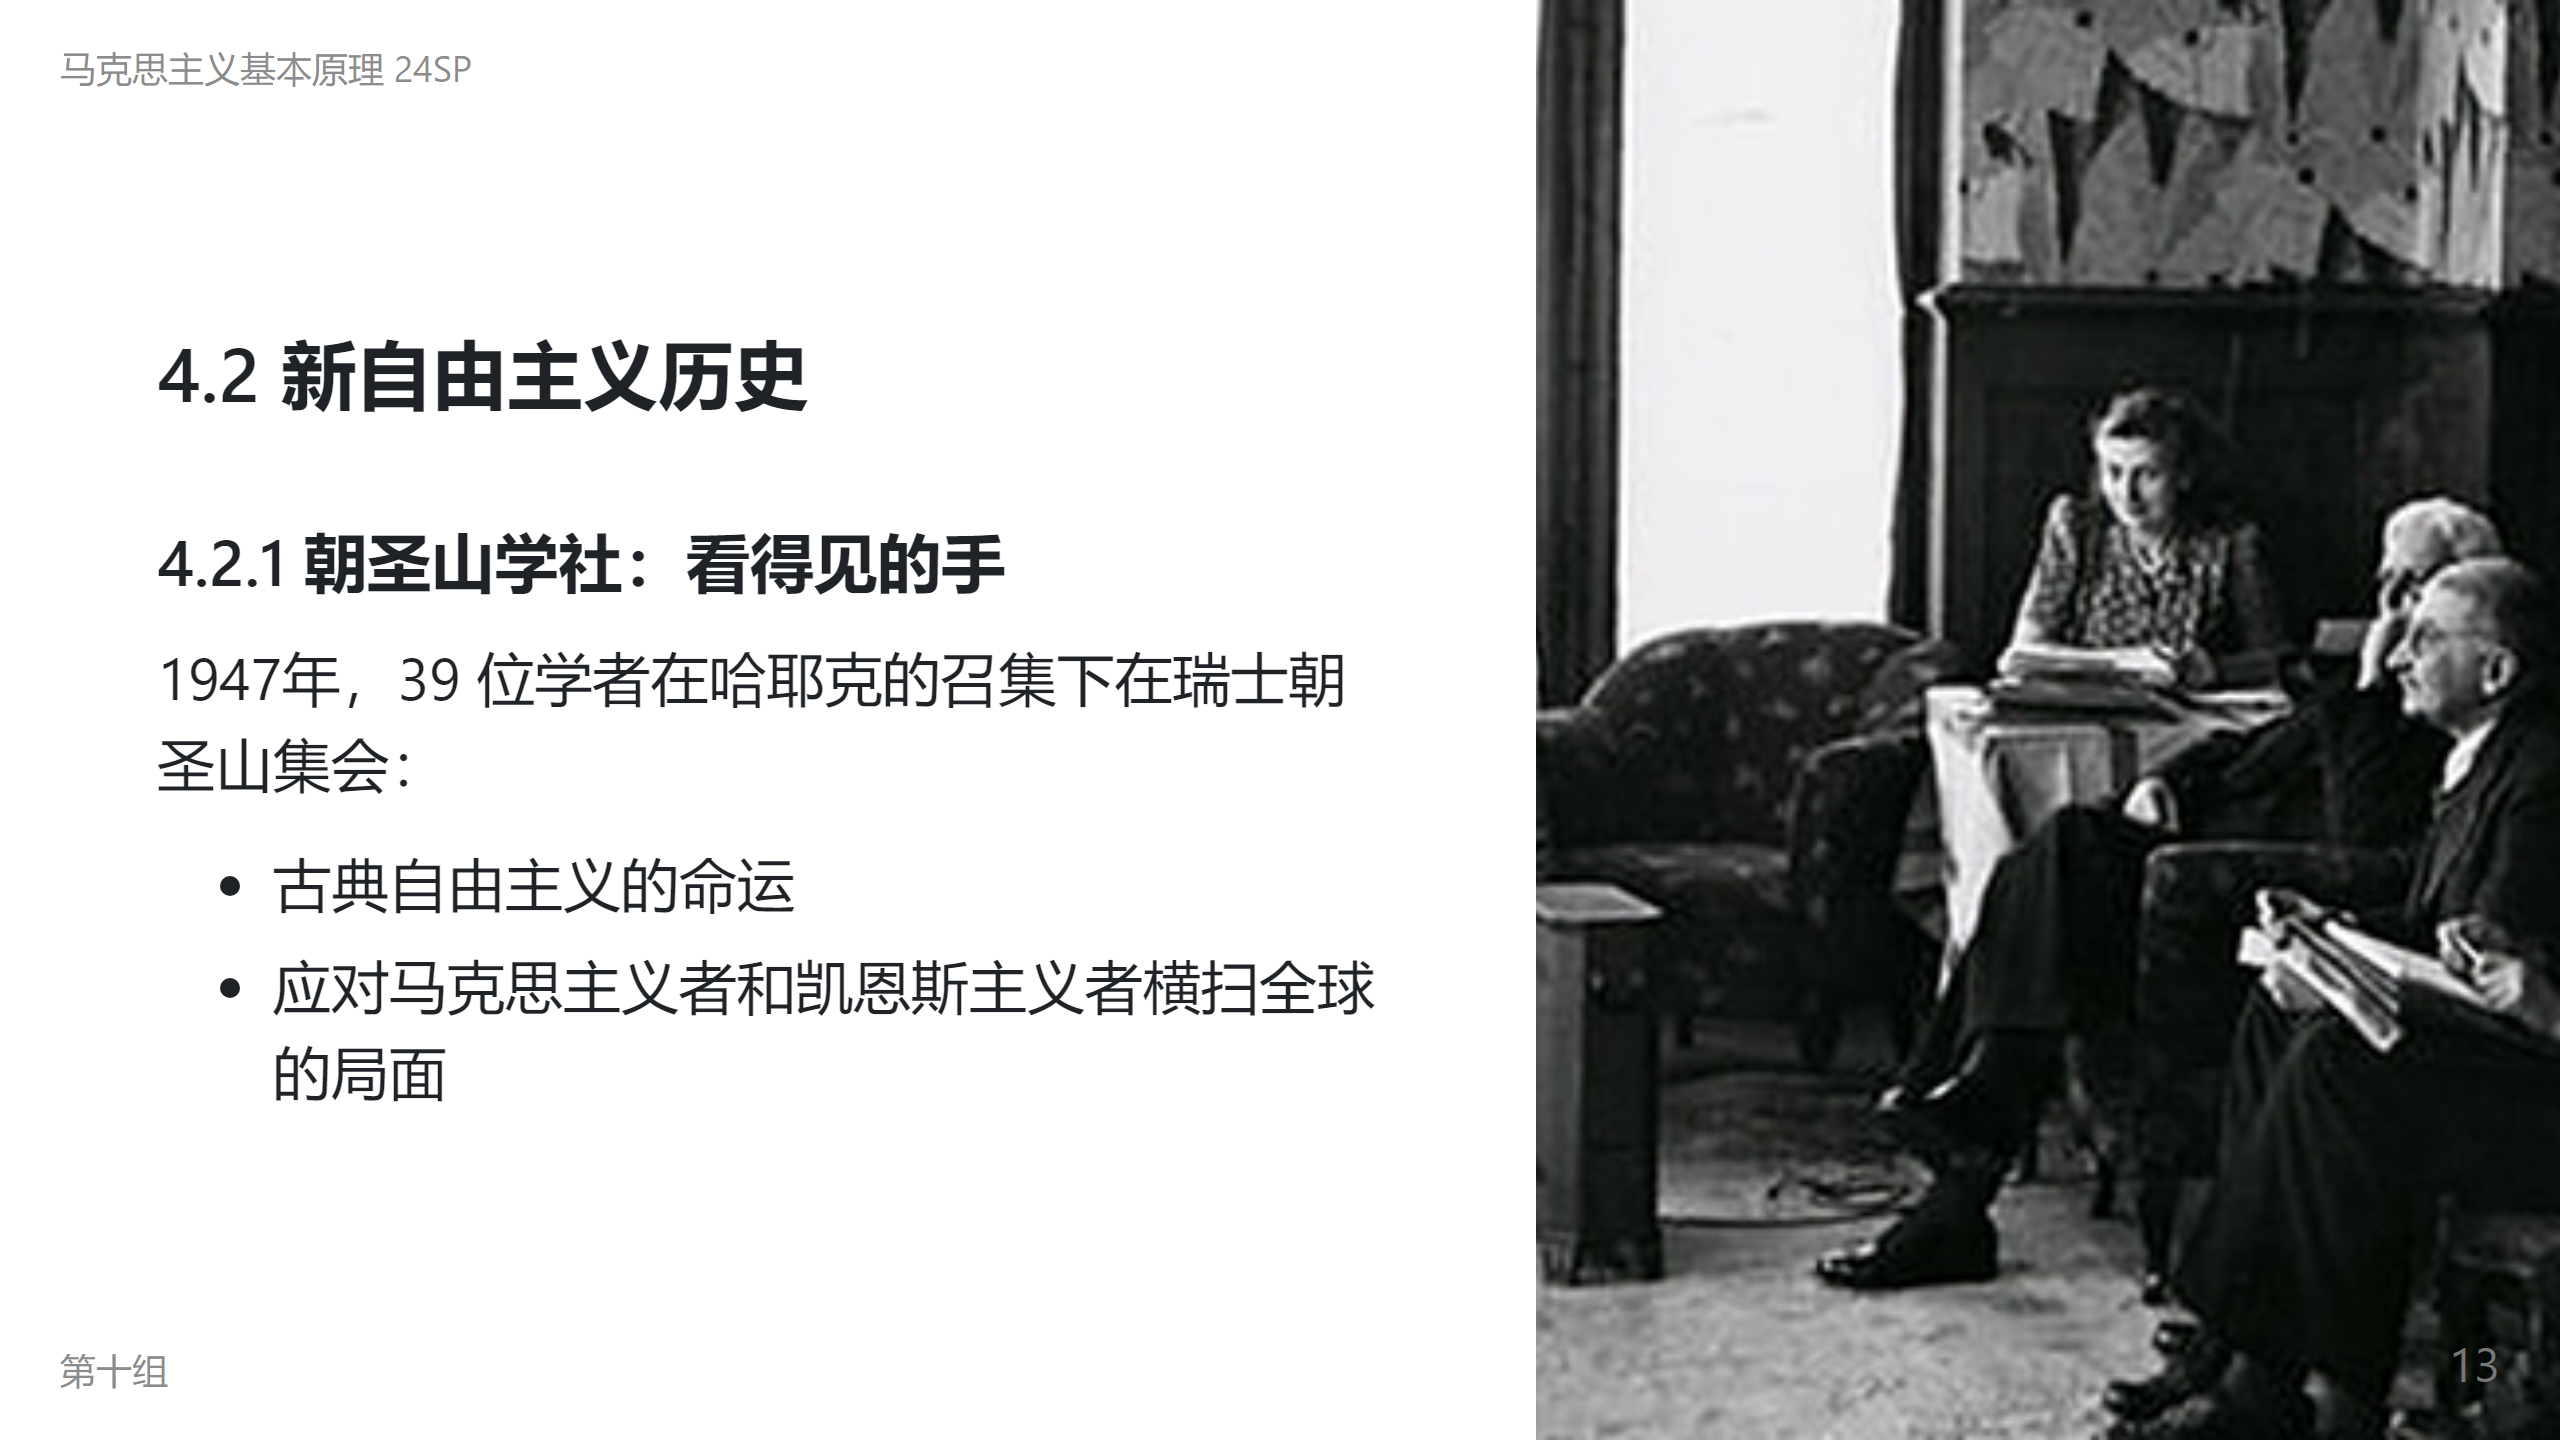 马克思主义基本原理 24SP
4.2 新自由主义历史
4.2.1 朝圣山学社：看得见的手
1947年，39 位学者在哈耶克的召集下在瑞士朝
圣山集会：
• 古典自由主义的命运
• 应对马克思主义者和凯恩斯主义者横扫全球
的局面
第十组
13